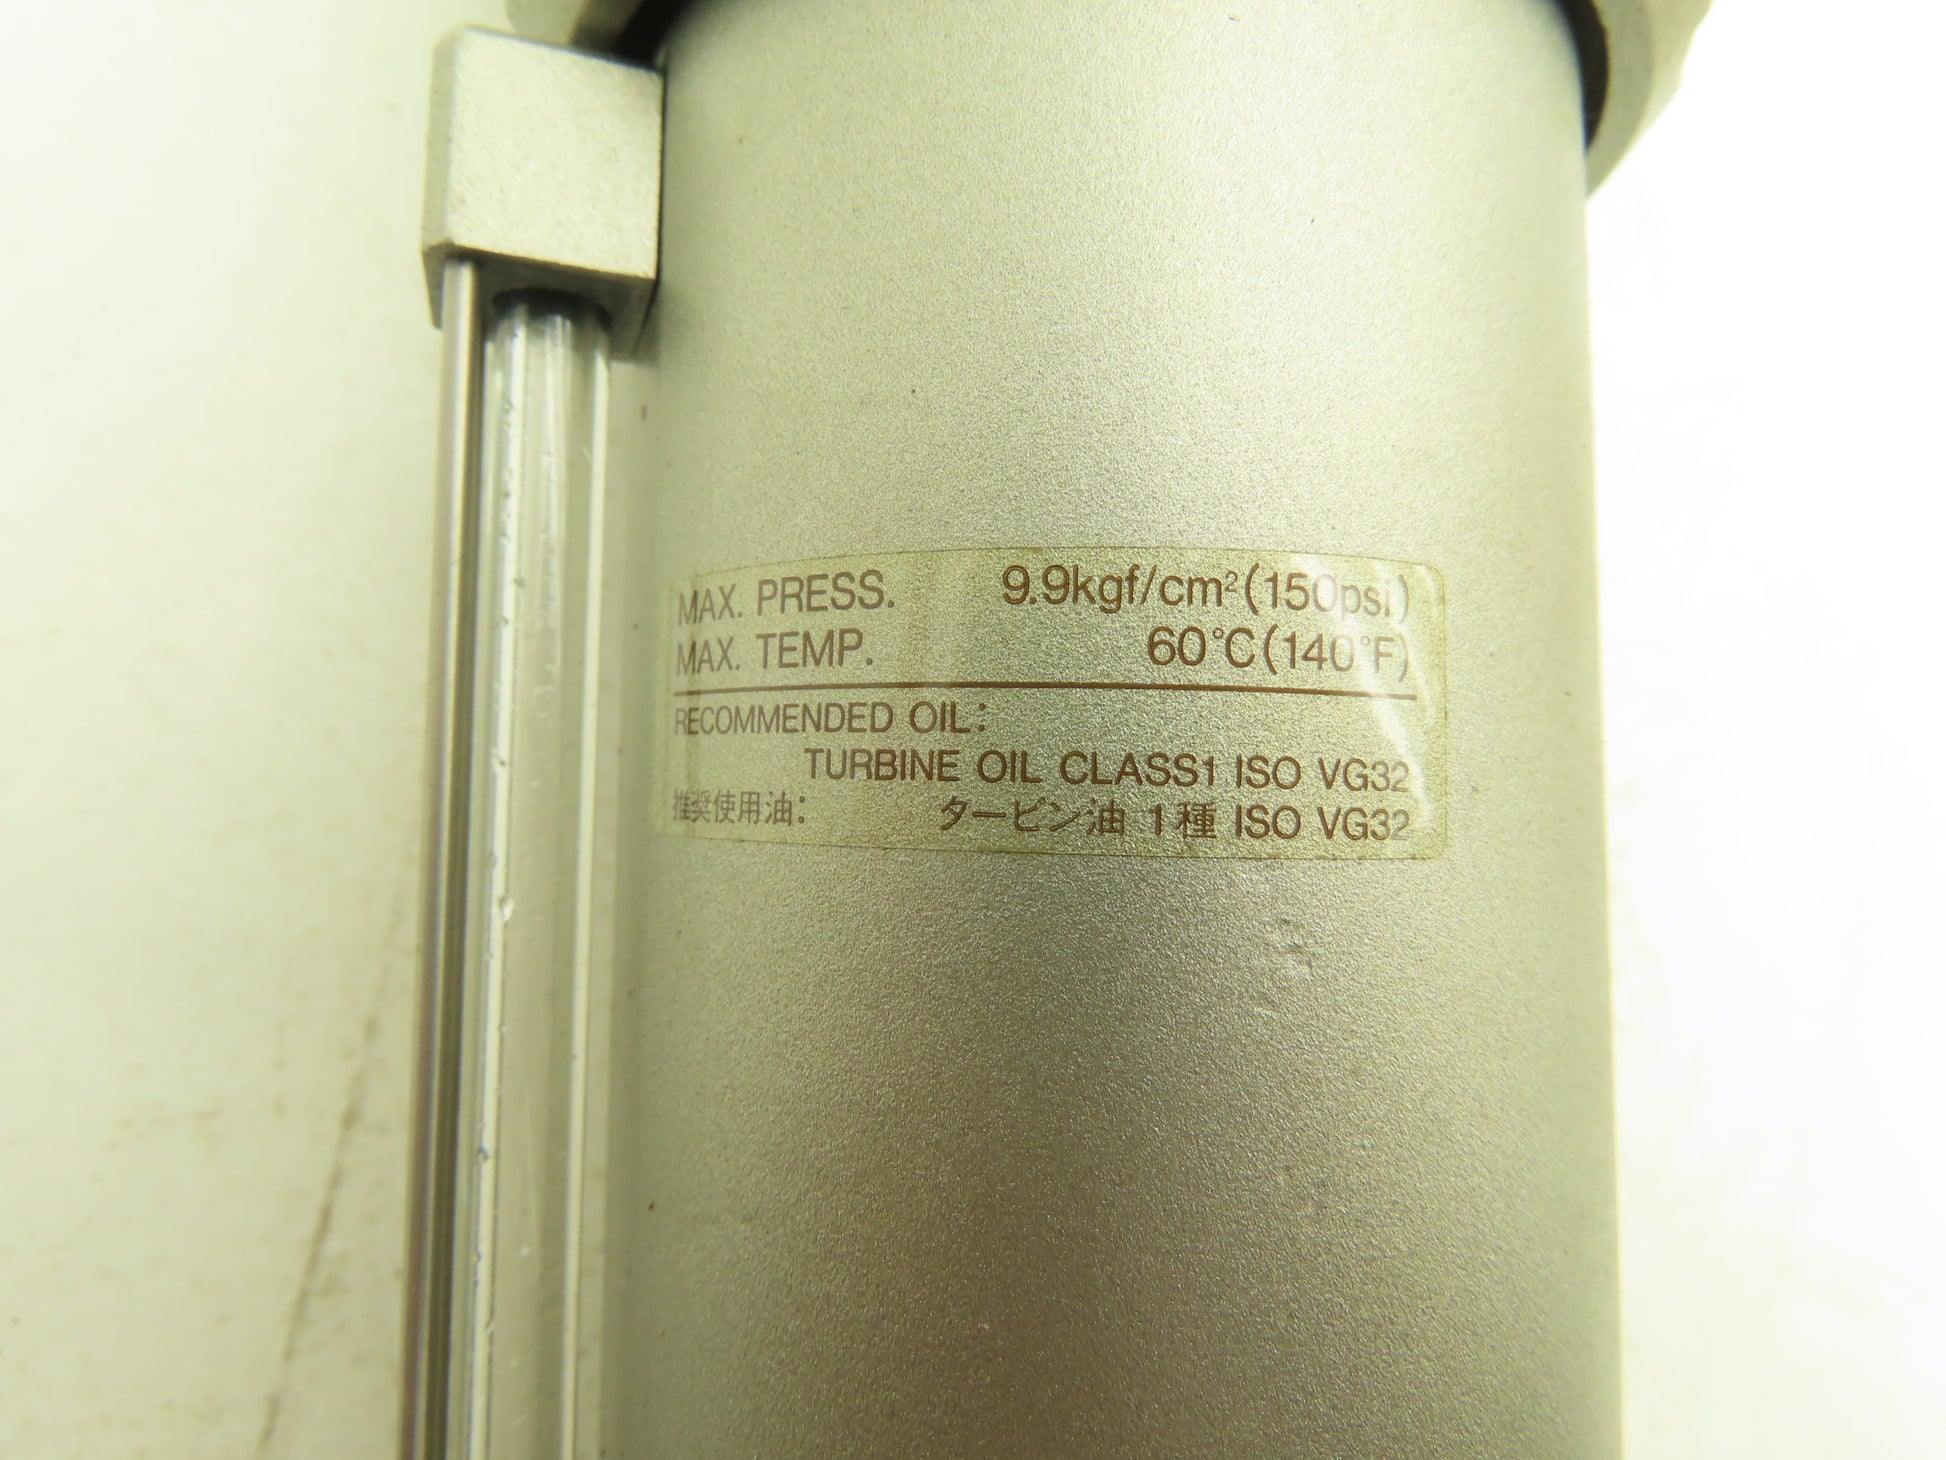 MAX. PRESS. 9.9kgf/cm²(150psi)
MAX. TEMP. 60°C(140°F)
RECOMMENDED OIL:
TURBINE OIL CLASS1 ISO VG32
推奨使用油: タービン油 1種 ISO VG32